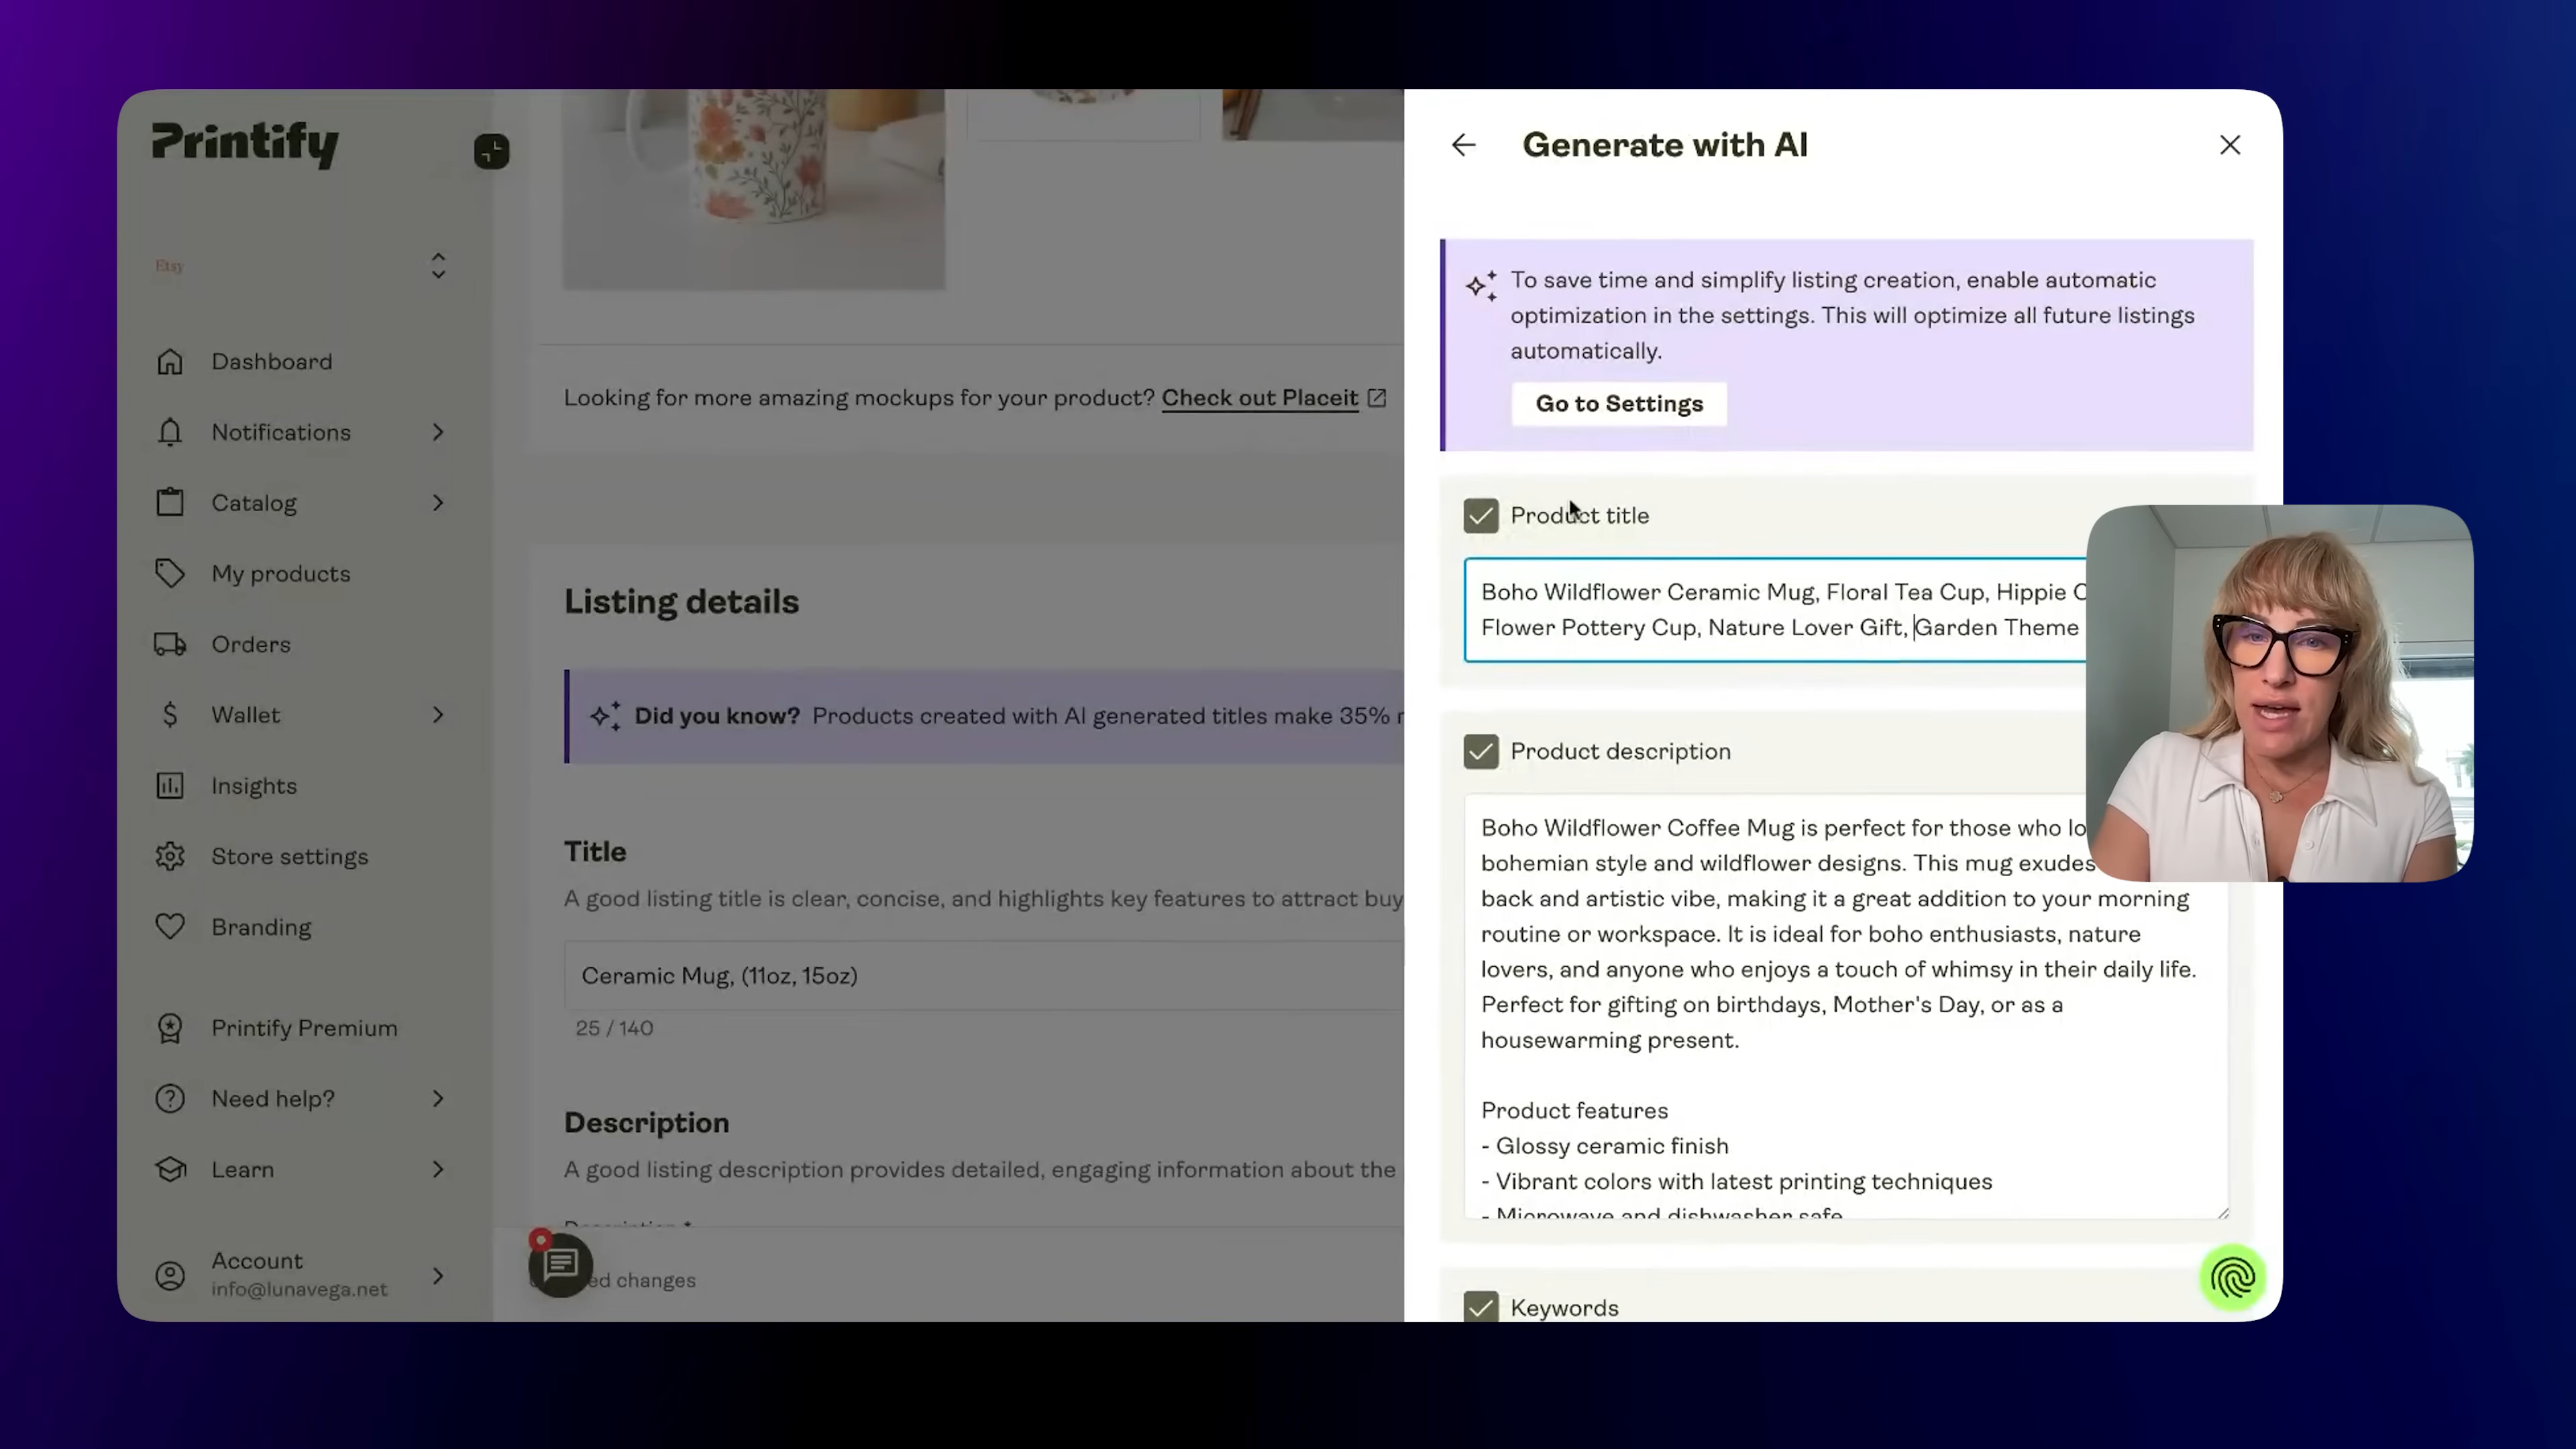 Printify
Etsy
Dashboard
Notifications
Catalog
My products
Orders
Wallet
Insights
Store settings
Branding
Printify Premium
Need help?
Learn
Account
info@lunavega.net
Looking for more amazing mockups for your product? Check out Placeit
Listing details
Did you know? Products created with AI generated titles make 35%
Title
A good listing title is clear, concise, and highlights key features to attract buy
Ceramic Mug, (11oz, 15oz)
25 / 140
Description
A good listing description provides detailed, engaging information about the
Description *
ed changes
Generate with AI
To save time and simplify listing creation, enable automatic
optimization in the settings. This will optimize all future listings
automatically.
Go to Settings
Product title
Boho Wildflower Ceramic Mug, Floral Tea Cup, Hippie
Flower Pottery Cup, Nature Lover Gift, Garden Theme
Product description
Boho Wildflower Coffee Mug is perfect for those who lo
bohemian style and wildflower designs. This mug exudes
back and artistic vibe, making it a great addition to your morning
routine or workspace. It is ideal for boho enthusiasts, nature
lovers, and anyone who enjoys a touch of whimsy in their daily life.
Perfect for gifting on birthdays, Mother's Day, or as a
housewarming present.
Product features
- Glossy ceramic finish
- Vibrant colors with latest printing techniques
- Microwave and dishwasher safe
Keywords